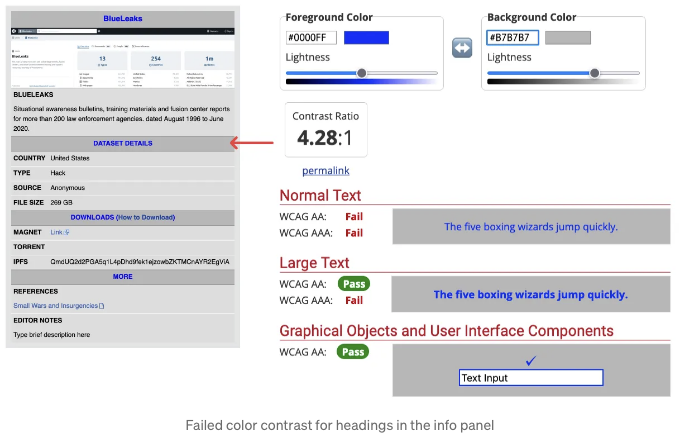 BlueLeaks
13
254
1m
BLUELEAKS
Situational awareness bulletins, training materials and fusion center reports
for more than 200 law enforcement agencies. dated August 1996 to June
2020.
DATASET DETAILS
COUNTRY United States
TYPE Hack
SOURCE Anonymous
FILE SIZE 269 GB
DOWNLOADS (How to Download)
MAGNET Link
TORRENT
IPFS QmdUQ2d2PGA5q1L4pDhd9fek1ejzowbZKTMCnAYR2EgViA
MORE
REFERENCES
Small Wars and Insurgencies
EDITOR NOTES
Type brief description here
Foreground Color
#0000FF
Lightness
Background Color
#B7B7B7
Lightness
Contrast Ratio
4.28:1
permalink
Normal Text
WCAG AA: Fail
WCAG AAA: Fail
The five boxing wizards jump quickly.
Large Text
WCAG AA: Pass
WCAG AAA: Fail
The five boxing wizards jump quickly.
Graphical Objects and User Interface Components
WCAG AA: Pass
Text Input
Failed color contrast for headings in the info panel